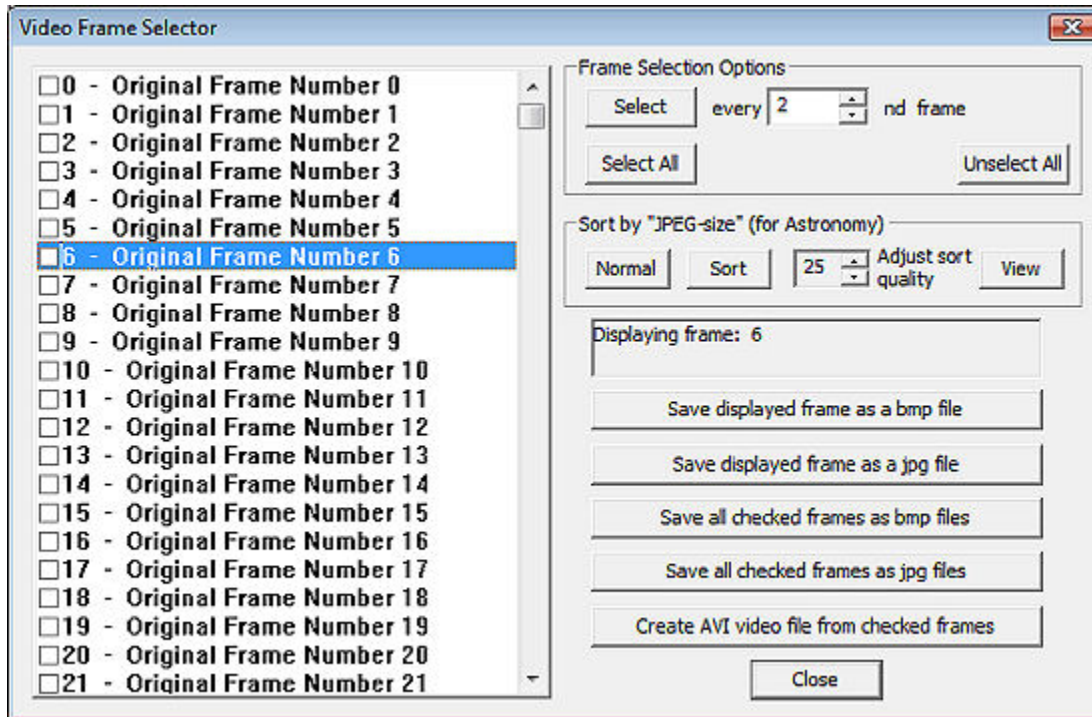 Video Frame Selector
0 - Original Frame Number 0
1 - Original Frame Number 1
2 - Original Frame Number 2
3 - Original Frame Number 3
4 - Original Frame Number 4
5 - Original Frame Number 5
6 - Original Frame Number 6
7 - Original Frame Number 7
8 - Original Frame Number 8
9 - Original Frame Number 9
10 - Original Frame Number 10
11 - Original Frame Number 11
12 - Original Frame Number 12
13 - Original Frame Number 13
14 - Original Frame Number 14
15 - Original Frame Number 15
16 - Original Frame Number 16
17 - Original Frame Number 17
18 - Original Frame Number 18
19 - Original Frame Number 19
20 - Original Frame Number 20
21 - Original Frame Number 21
Frame Selection Options
Select every 2 nd frame
Select All Unselect All
Sort by "JPEG-size" (for Astronomy)
Normal Sort 25 Adjust sort quality View
Displaying frame: 6
Save displayed frame as a bmp file
Save displayed frame as a jpg file
Save all checked frames as bmp files
Save all checked frames as jpg files
Create AVI video file from checked frames
Close